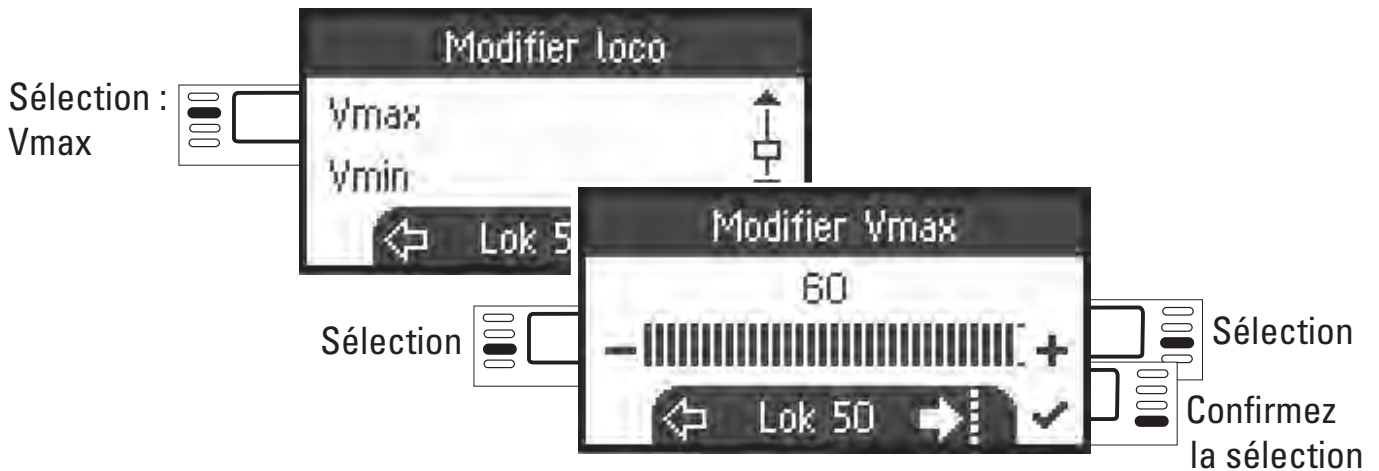 Modifier loco
Sélection :
Vmax
Vmax
Vmin
Lok 5
Modifier Vmax
60
Sélection
− +
Sélection
Lok 50
Confirmez
la sélection